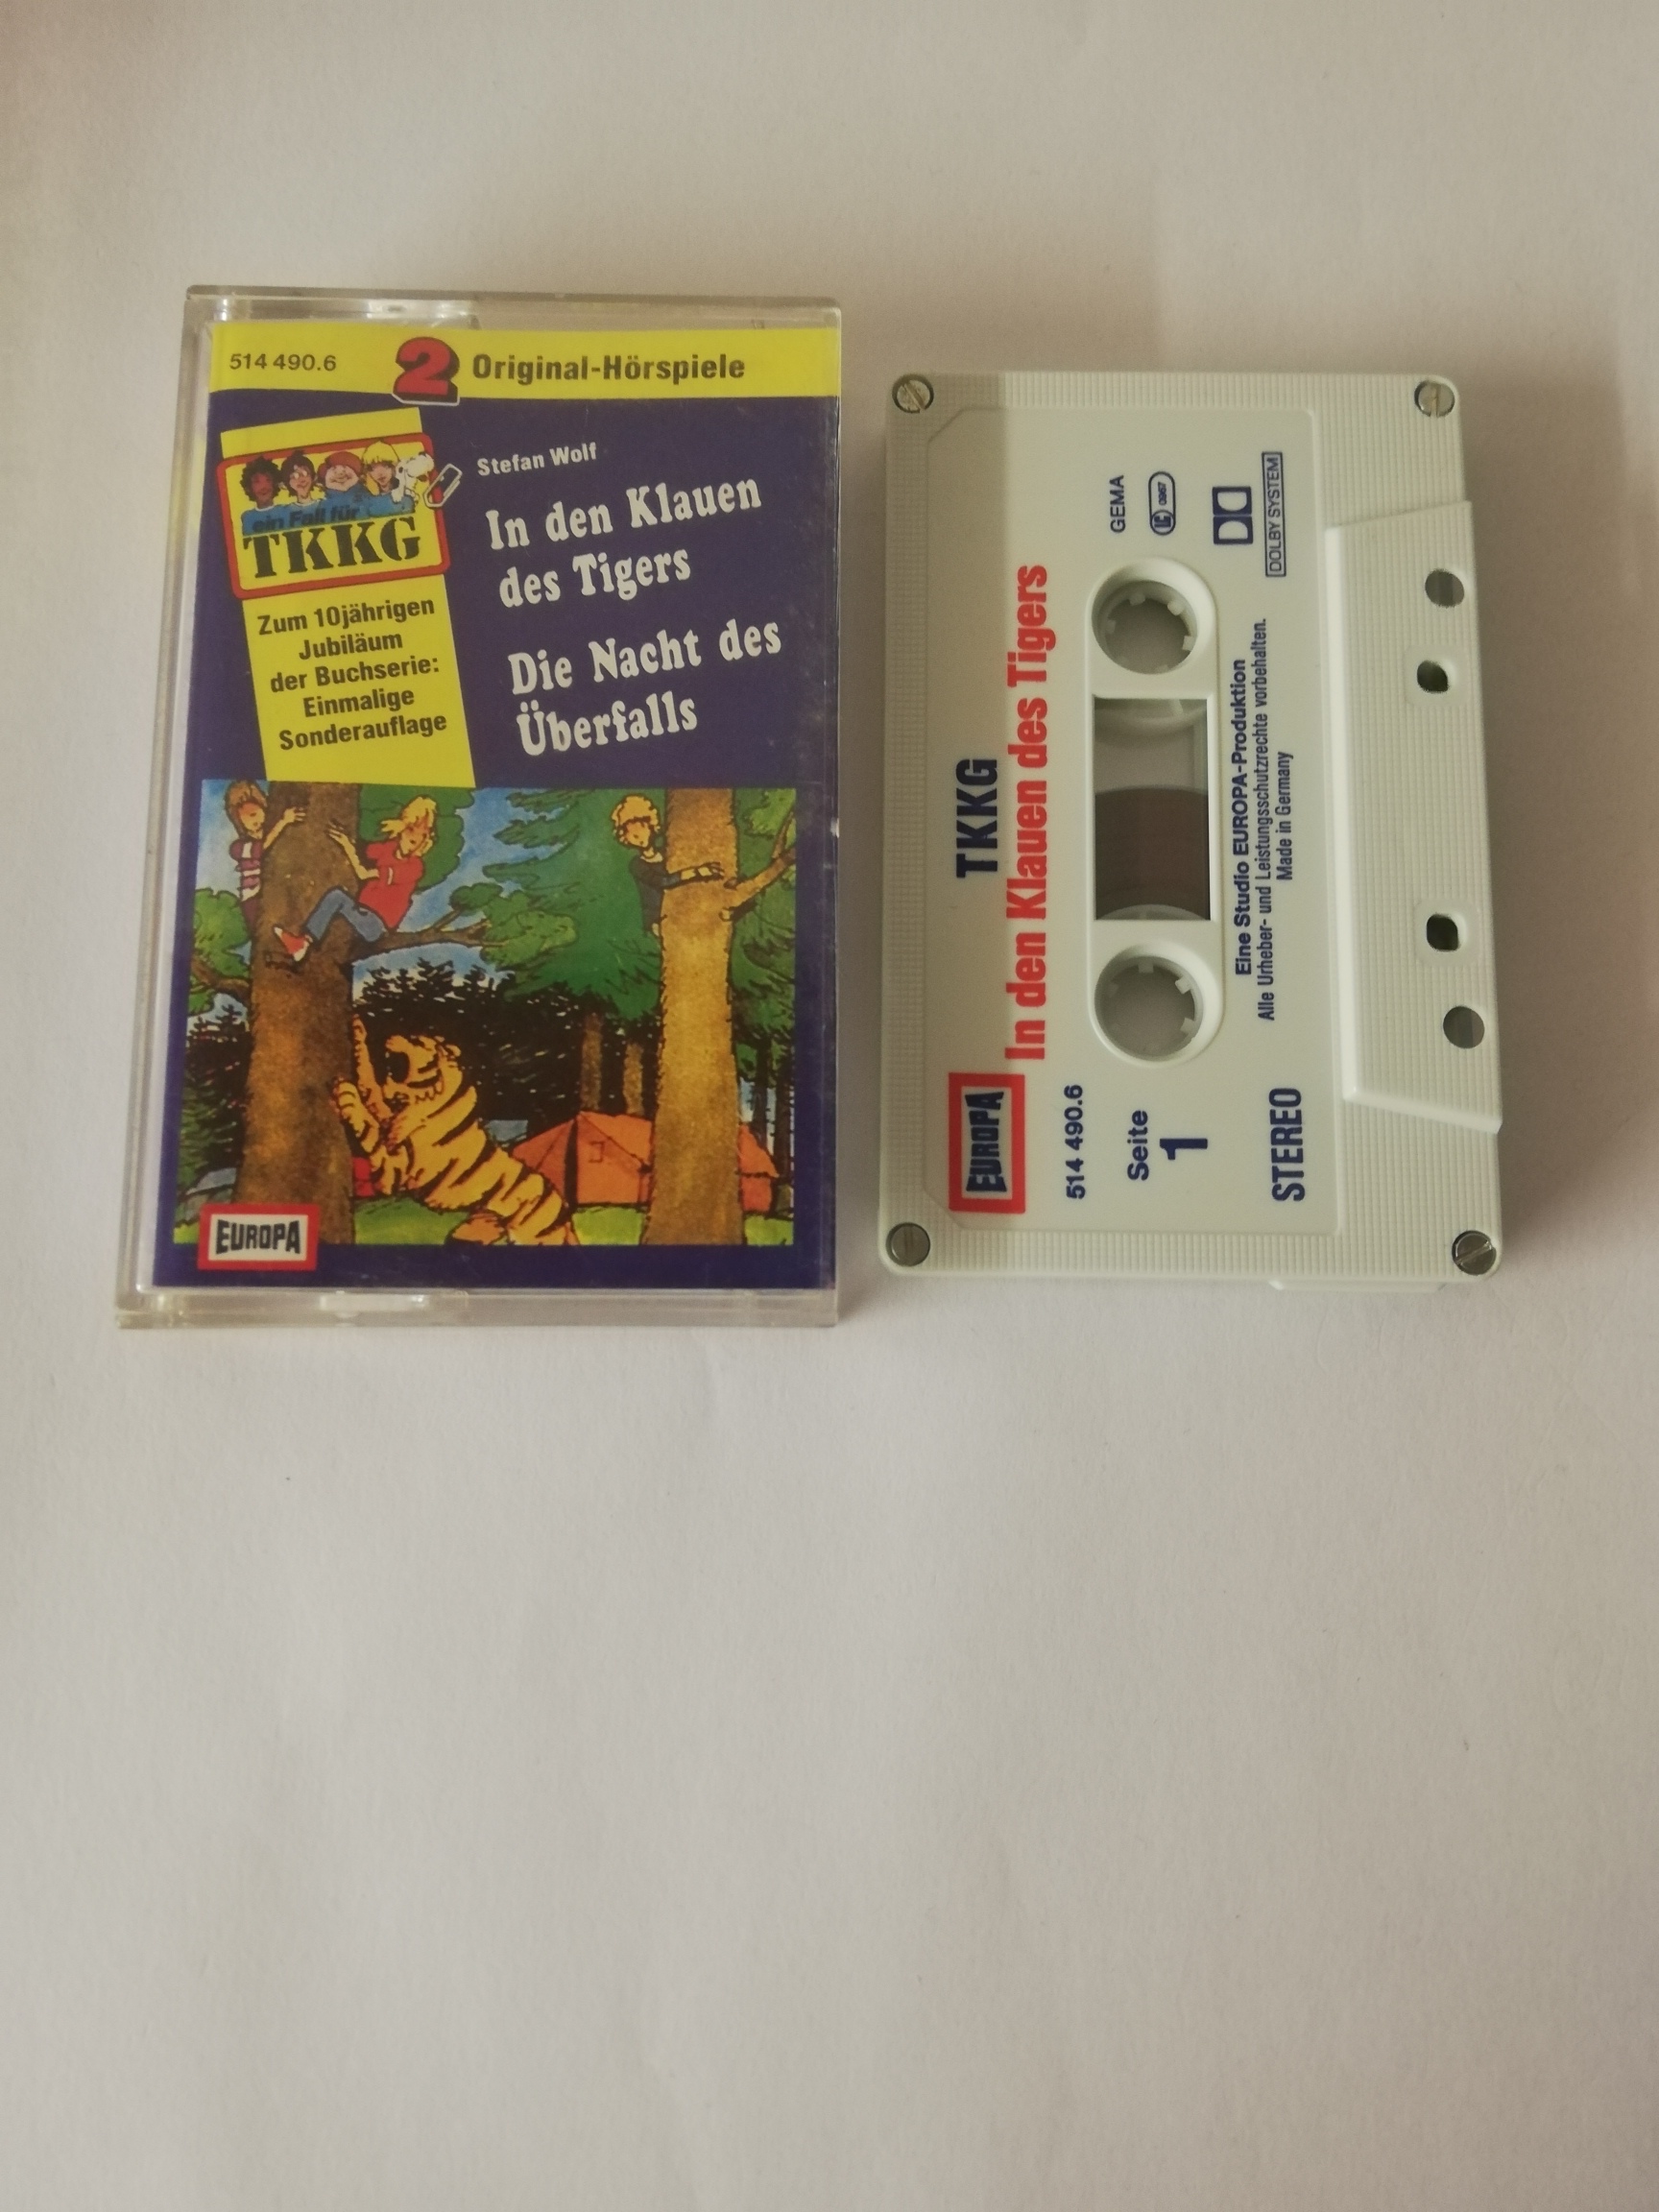 514 490.6
2 Original-Hörspiele
ein Fall für
TKKG
Zum 10jährigen
Jubiläum
der Buchserie:
Einmalige
Sonderauflage
Stefan Wolf
In den Klauen
des Tigers
Die Nacht des
Überfalls
EUROPA
EUROPA
TKKG
In den Klauen des Tigers
514 490.6
Seite
1
STEREO
GEMA
LC 0967
DOLBY SYSTEM
Eine Studio EUROPA-Produktion
Alle Urheber- und Leistungsschutzrechte vorbehalten.
Made in Germany